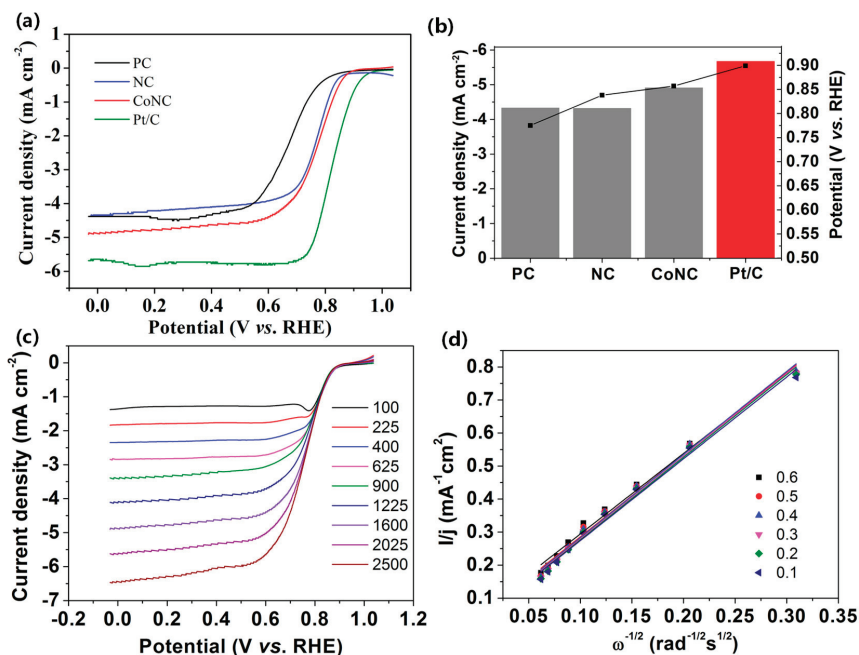 (a)
Current density (mA cm-2)
0
-1
-2
-3
-4
-5
-6
PC
NC
CoNC
Pt/C
0.0 0.2 0.4 0.6 0.8 1.0
Potential (V vs. RHE)
(b)
Current density (mA cm-2)
-6
-5
-4
-3
-2
-1
0
PC NC CoNC Pt/C
0.90
0.85
0.80
0.75
0.70
0.65
0.60
0.55
0.50
Potential (V vs. RHE)
(c)
Current density (mA cm-2)
0
-1
-2
-3
-4
-5
-6
-7
100
225
400
625
900
1225
1600
2025
2500
-0.2 0.0 0.2 0.4 0.6 0.8 1.0 1.2
Potential (V vs. RHE)
(d)
I/j (mA-1cm2)
0.8
0.7
0.6
0.5
0.4
0.3
0.2
0.1
0.6
0.5
0.4
0.3
0.2
0.1
0.00 0.05 0.10 0.15 0.20 0.25 0.30 0.35
ω-1/2 (rad-1/2s1/2)